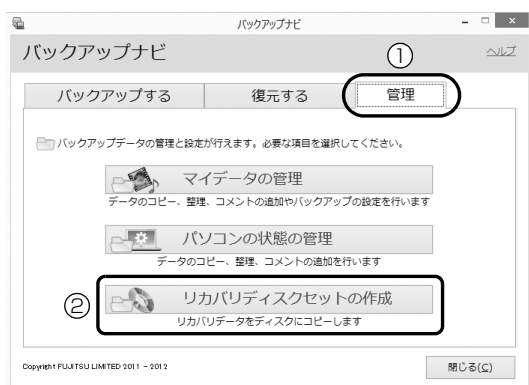 バックアップナビ
バックアップナビ
①
ヘルプ
バックアップする
復元する
管理
バックアップデータの管理と設定が行えます。必要な項目を選択してください。
マイデータの管理
データのコピー、整理、コメントの追加やバックアップの設定を行います
パソコンの状態の管理
データのコピー、整理、コメントの追加を行います
②
リカバリディスクセットの作成
リカバリデータをディスクにコピーします
Copyright FUJITSU LIMITED 2011 - 2012
閉じる(C)